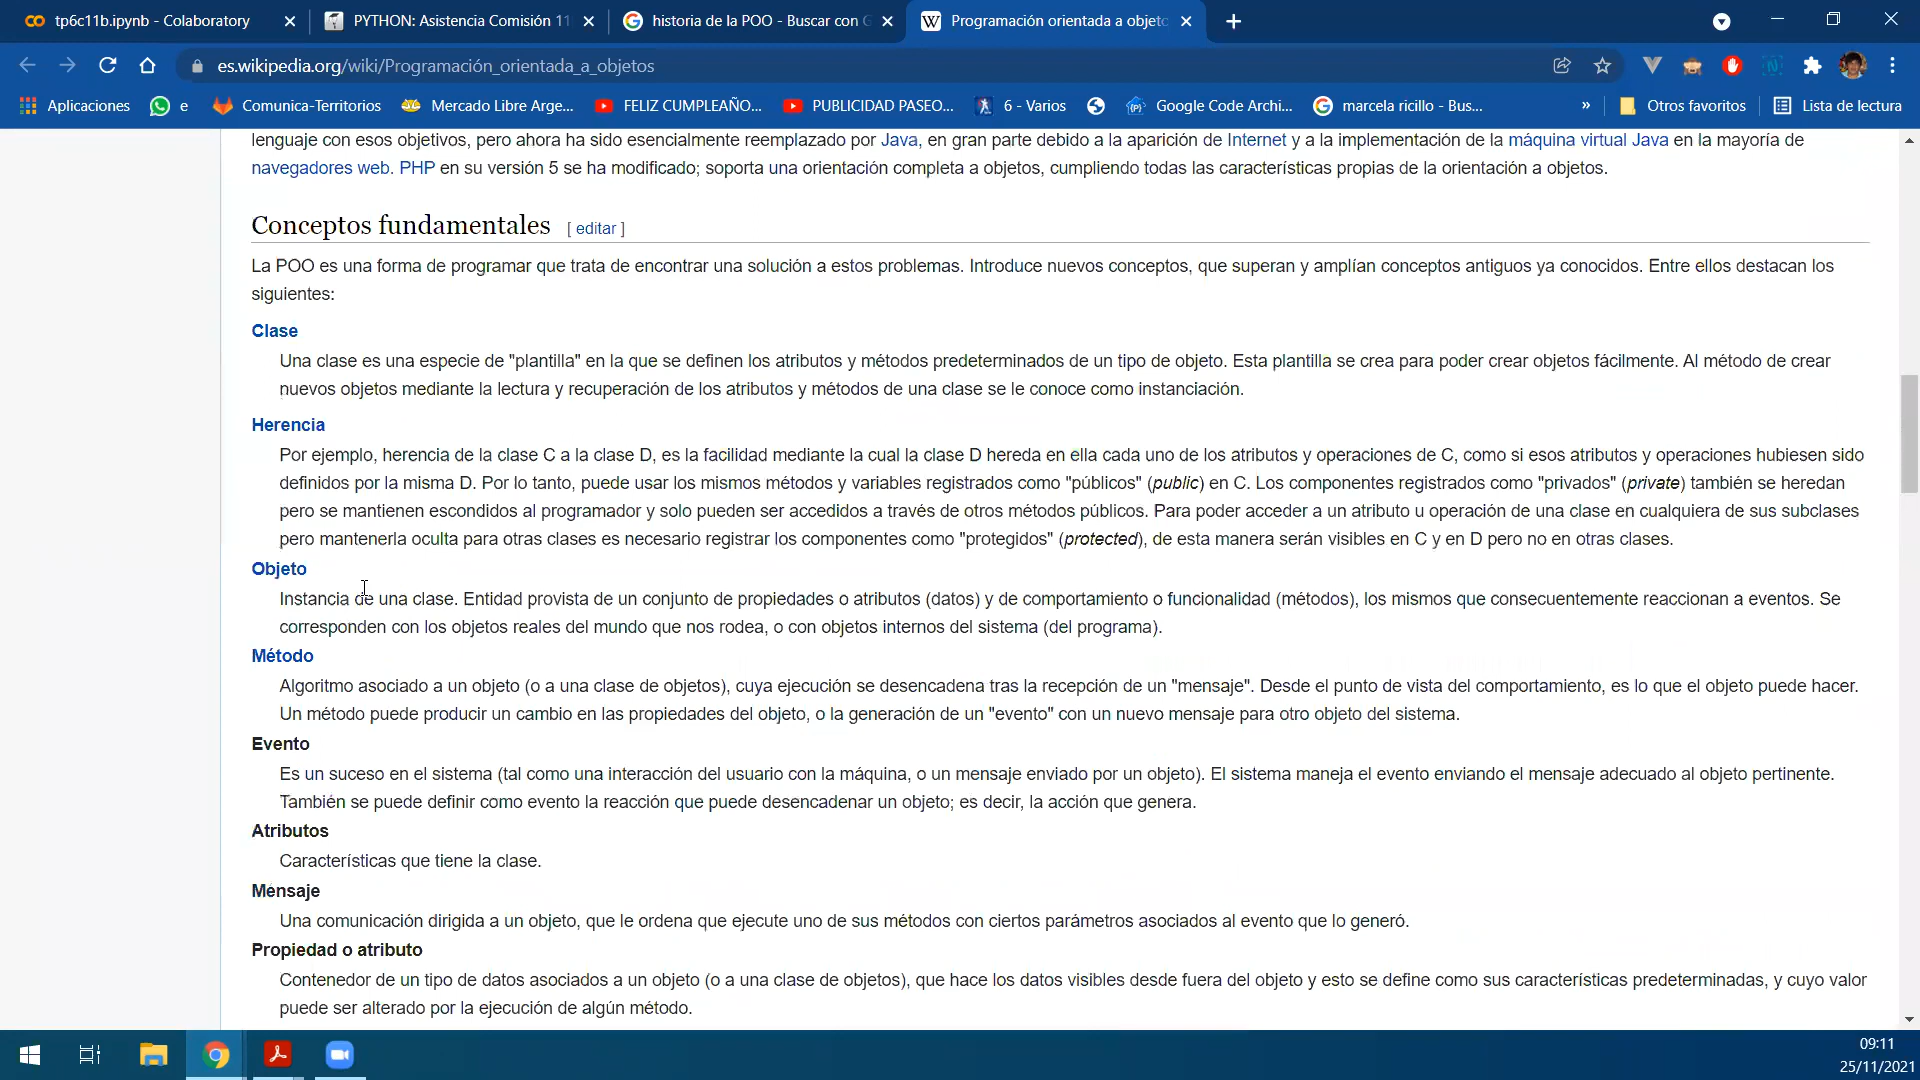 tp6c11b.ipynb - Colaboratory
PYTHON: Asistencia Comisión 11
historia de la POO - Buscar con G
Programación orientada a objeto
es.wikipedia.org/wiki/Programación_orientada_a_objetos
Aplicaciones
e
Comunica-Territorios
Mercado Libre Arge...
FELIZ CUMPLEAÑO...
PUBLICIDAD PASEO...
6 - Varios
Google Code Archi...
marcela ricillo - Bus...
»
Otros favoritos
Lista de lectura
lenguaje con esos objetivos, pero ahora ha sido esencialmente reemplazado por Java, en gran parte debido a la aparición de Internet y a la implementación de la máquina virtual Java en la mayoría de
navegadores web. PHP en su versión 5 se ha modificado; soporta una orientación completa a objetos, cumpliendo todas las características propias de la orientación a objetos.
Conceptos fundamentales [ editar ]
La POO es una forma de programar que trata de encontrar una solución a estos problemas. Introduce nuevos conceptos, que superan y amplían conceptos antiguos ya conocidos. Entre ellos destacan los
siguientes:
Clase
Una clase es una especie de "plantilla" en la que se definen los atributos y métodos predeterminados de un tipo de objeto. Esta plantilla se crea para poder crear objetos fácilmente. Al método de crear
nuevos objetos mediante la lectura y recuperación de los atributos y métodos de una clase se le conoce como instanciación.
Herencia
Por ejemplo, herencia de la clase C a la clase D, es la facilidad mediante la cual la clase D hereda en ella cada uno de los atributos y operaciones de C, como si esos atributos y operaciones hubiesen sido
definidos por la misma D. Por lo tanto, puede usar los mismos métodos y variables registrados como "públicos" (public) en C. Los componentes registrados como "privados" (private) también se heredan
pero se mantienen escondidos al programador y solo pueden ser accedidos a través de otros métodos públicos. Para poder acceder a un atributo u operación de una clase en cualquiera de sus subclases
pero mantenerla oculta para otras clases es necesario registrar los componentes como "protegidos" (protected), de esta manera serán visibles en C y en D pero no en otras clases.
Objeto
Instancia de una clase. Entidad provista de un conjunto de propiedades o atributos (datos) y de comportamiento o funcionalidad (métodos), los mismos que consecuentemente reaccionan a eventos. Se
corresponden con los objetos reales del mundo que nos rodea, o con objetos internos del sistema (del programa).
Método
Algoritmo asociado a un objeto (o a una clase de objetos), cuya ejecución se desencadena tras la recepción de un "mensaje". Desde el punto de vista del comportamiento, es lo que el objeto puede hacer.
Un método puede producir un cambio en las propiedades del objeto, o la generación de un "evento" con un nuevo mensaje para otro objeto del sistema.
Evento
Es un suceso en el sistema (tal como una interacción del usuario con la máquina, o un mensaje enviado por un objeto). El sistema maneja el evento enviando el mensaje adecuado al objeto pertinente.
También se puede definir como evento la reacción que puede desencadenar un objeto; es decir, la acción que genera.
Atributos
Características que tiene la clase.
Mensaje
Una comunicación dirigida a un objeto, que le ordena que ejecute uno de sus métodos con ciertos parámetros asociados al evento que lo generó.
Propiedad o atributo
Contenedor de un tipo de datos asociados a un objeto (o a una clase de objetos), que hace los datos visibles desde fuera del objeto y esto se define como sus características predeterminadas, y cuyo valor
puede ser alterado por la ejecución de algún método.
09:11
25/11/2021